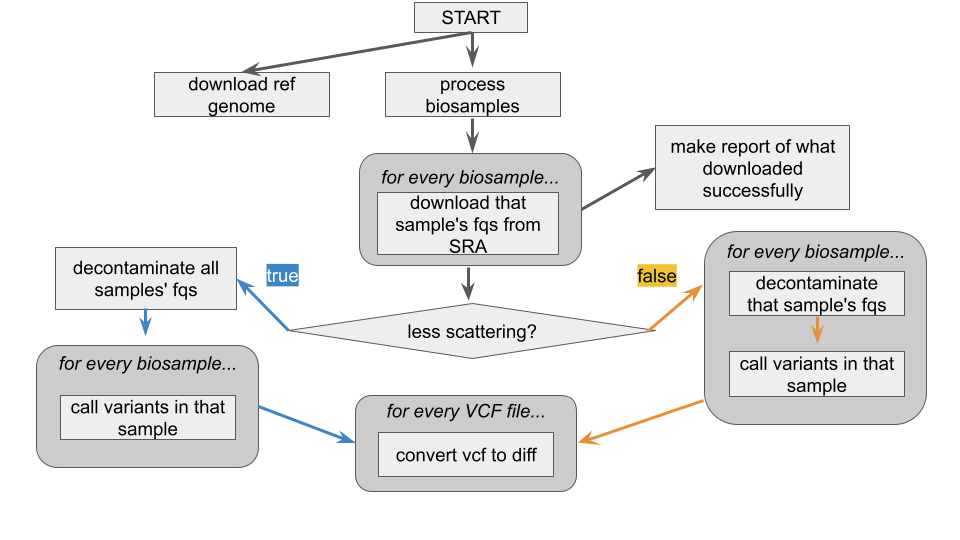 START
download ref
genome
process
biosamples
make report of what
downloaded
successfully
for every biosample...
download that
sample's fqs from
SRA
decontaminate all
samples' fqs
true
false
less scattering?
for every biosample...
decontaminate
that sample's fqs
call variants in that
sample
for every biosample...
call variants in that
sample
for every VCF file...
convert vcf to diff